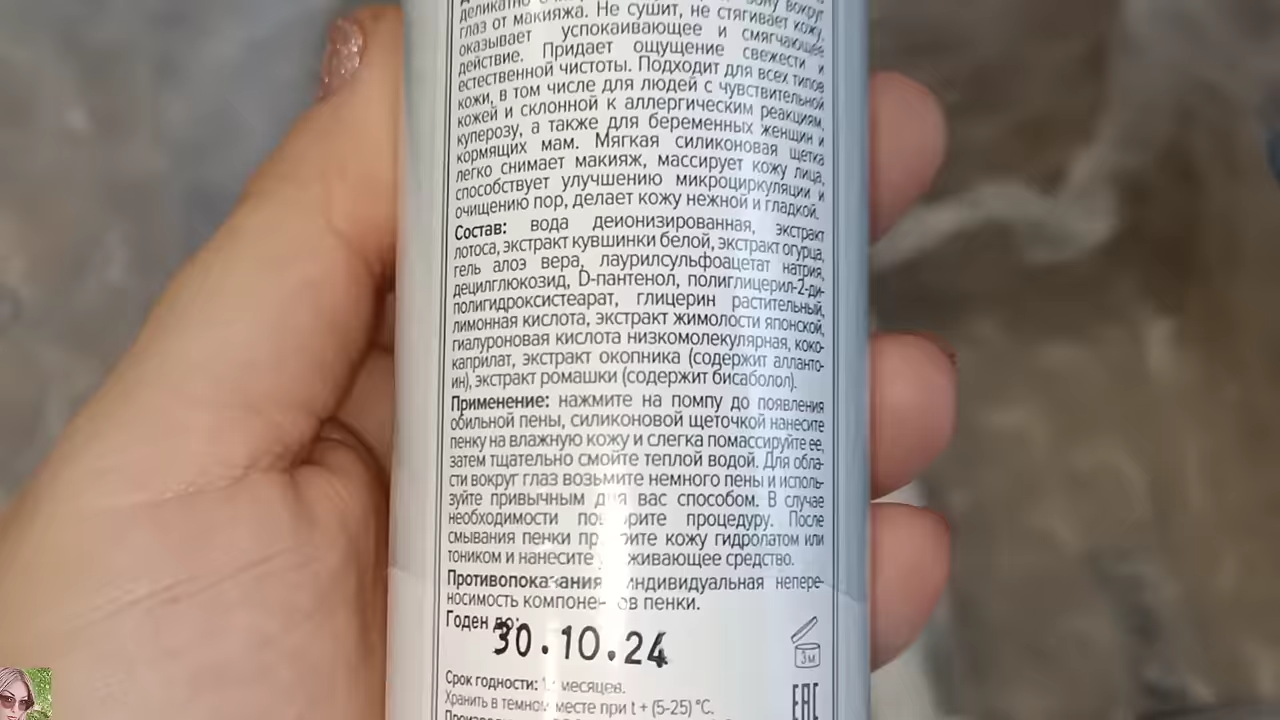 деликатно вокруг
глаз от макияжа. Не сушит, не стягивает кожу,
оказывает успокаивающее и смягчающее
действие. Придает ощущение свежести и
естественной чистоты. Подходит для всех типов
кожи, в том числе для людей с чувствительной
кожей и склонной к аллергическим реакциям,
куперозу, а также для беременных женщин и
кормящих мам. Мягкая силиконовая щетка
легко снимает макияж, массирует кожу лица,
способствует улучшению микроциркуляции и
очищению пор, делает кожу нежной и гладкой.
Состав: вода деионизированная, экстракт
лотоса, экстракт кувшинки белой, экстракт огурца,
гель алоэ вера, лаурилсульфоацетат натрия,
децилглюкозид, D-пантенол, полиглицерил-2-ди-
полигидроксистеарат, глицерин растительный,
лимонная кислота, экстракт жимолости японской,
гиалуроновая кислота низкомолекулярная, коко-
каприлат, экстракт окопника (содержит алланто-
ин), экстракт ромашки (содержит бисаболол).
Применение: нажмите на помпу до появления
обильной пены, силиконовой щеточкой нанесите
пенку на влажную кожу и слегка помассируйте ее,
затем тщательно смойте теплой водой. Для обла-
сти вокруг глаз возьмите немного пены и исполь-
зуйте привычным для вас способом. В случае
необходимости повторите процедуру. После
смывания пенки кожу гидролатом или
тоником и нанесите ухаживающее средство.
Противопоказания индивидуальная непере-
носимость компонентов пенки.
Годен до:
30.10.24
3м
Срок годности: месяцев.
EAC
Хранить в темном месте при t + (5-25) °С.